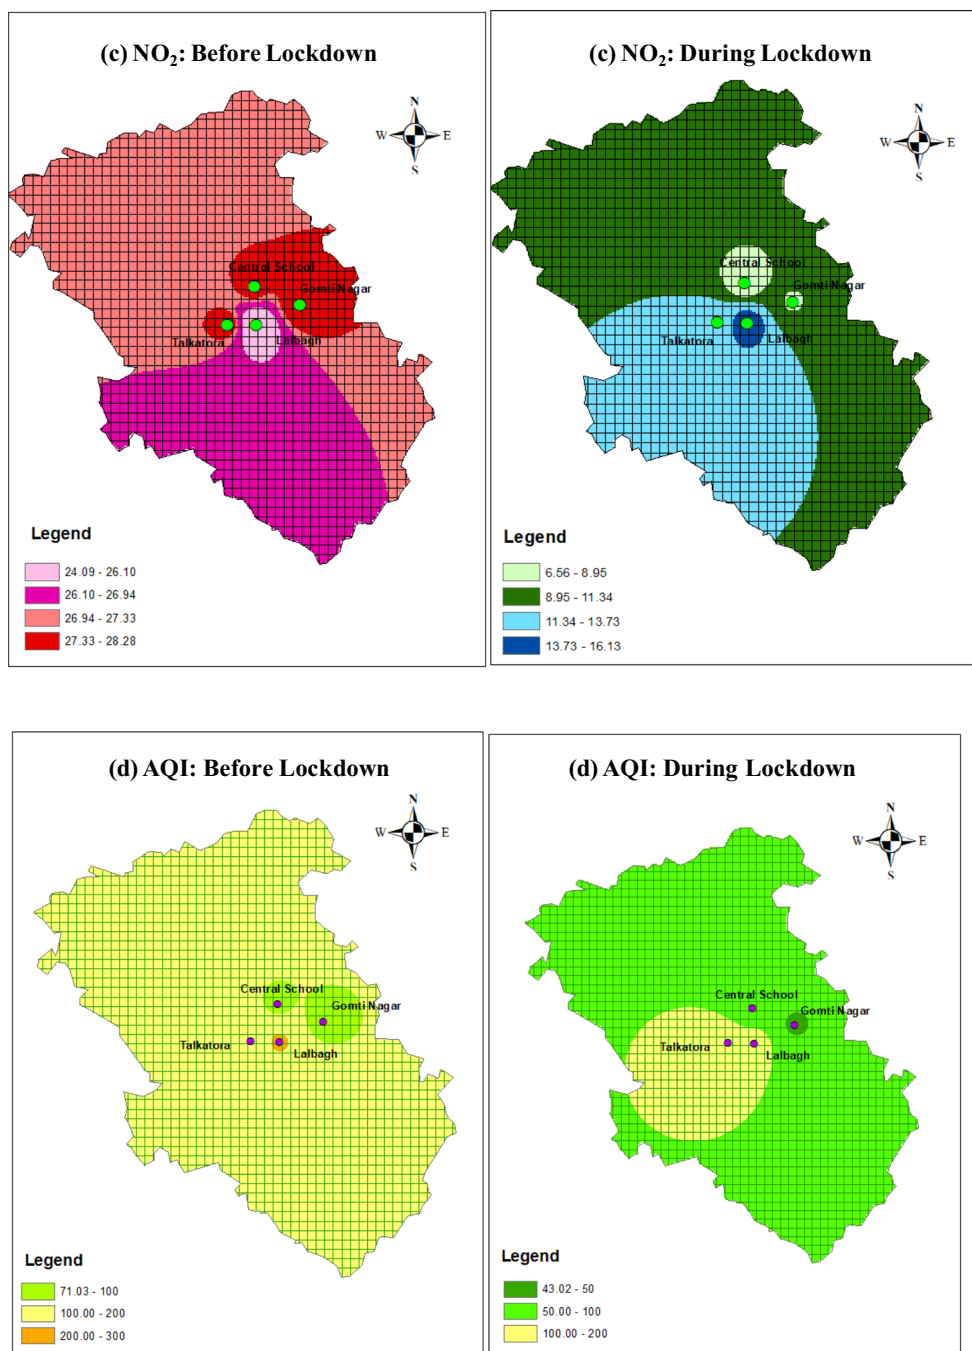 (c) NO₂: Before Lockdown
N
W E
S
Central School
Gomti Nagar
Talkatora
Lalbagh
Legend
24.09 - 26.10
26.10 - 26.94
26.94 - 27.33
27.33 - 28.28
(c) NO₂: During Lockdown
N
W E
S
Central School
Gomti Nagar
Talkatora
Lalbagh
Legend
6.56 - 8.95
8.95 - 11.34
11.34 - 13.73
13.73 - 16.13
(d) AQI: Before Lockdown
N
W E
S
Central School
Gomti Nagar
Talkatora
Lalbagh
Legend
71.03 - 100
100.00 - 200
200.00 - 300
(d) AQI: During Lockdown
N
W E
S
Central School
Gomti Nagar
Talkatora
Lalbagh
Legend
43.02 - 50
50.00 - 100
100.00 - 200